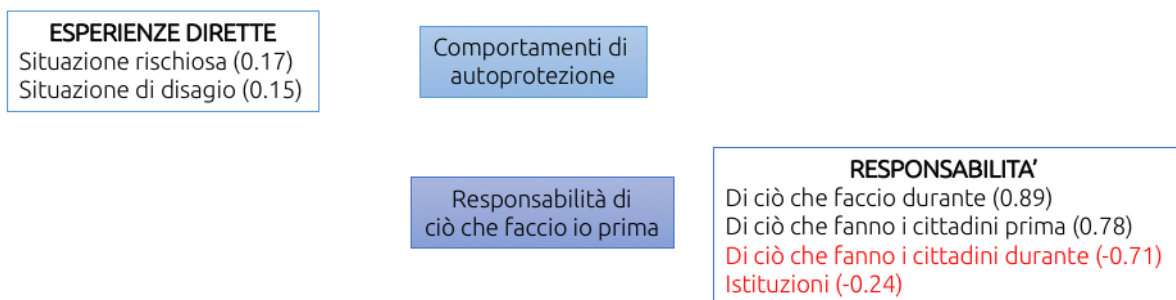 ESPERIENZE DIRETTE
Situazione rischiosa (0.17)
Situazione di disagio (0.15)
Comportamenti di
autoprotezione
Responsabilità di
ciò che faccio io prima
RESPONSABILITA’
Di ciò che faccio durante (0.89)
Di ciò che fanno i cittadini prima (0.78)
Di ciò che fanno i cittadini durante (-0.71)
Istituzioni (-0.24)